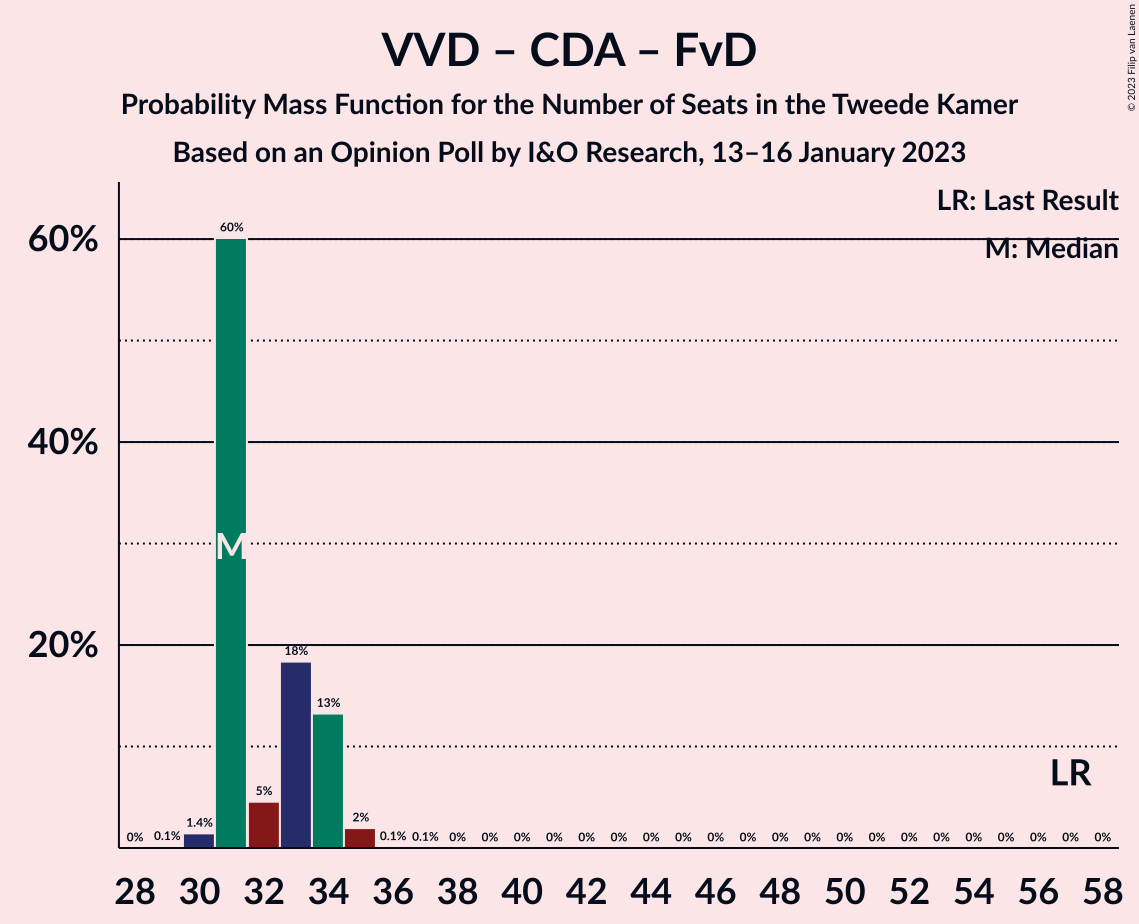 VVD – CDA – FvD
Probability Mass Function for the Number of Seats in the Tweede Kamer
Based on an Opinion Poll by I&O Research, 13–16 January 2023
© 2023 Filip van Laenen
LR: Last Result
M: Median
60%
40%
20%
0% 0.1% 1.4% 60% 5% 18% 13% 2% 0.1% 0.1% 0% 0% 0% 0% 0% 0% 0% 0% 0% 0% 0% 0% 0% 0% 0% 0% 0% 0% 0% 0% 0%
M
LR
28 30 32 34 36 38 40 42 44 46 48 50 52 54 56 58